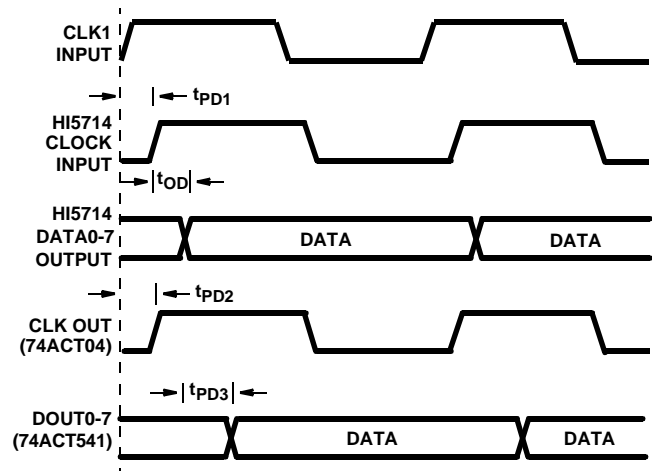 CLK1
INPUT
tPD1
HI5714
CLOCK
INPUT
tOD
HI5714
DATA0-7
OUTPUT
DATA
DATA
tPD2
CLK OUT
(74ACT04)
tPD3
DOUT0-7
(74ACT541)
DATA
DATA